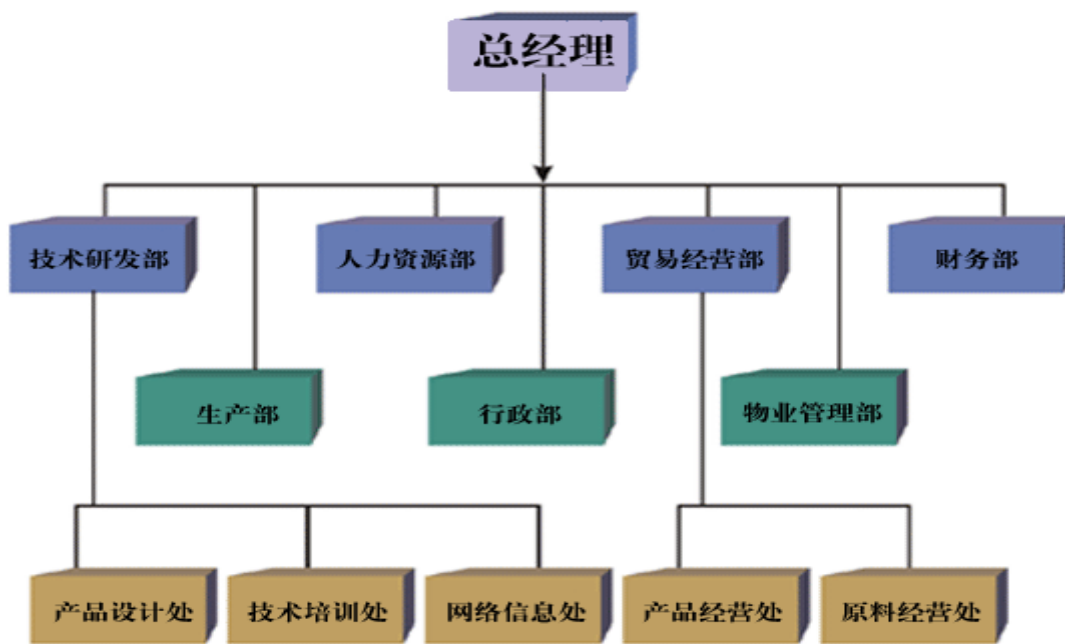 总经理
技术研发部
人力资源部
贸易经营部
财务部
生产部
行政部
物业管理部
产品设计处
技术培训处
网络信息处
产品经营处
原料经营处